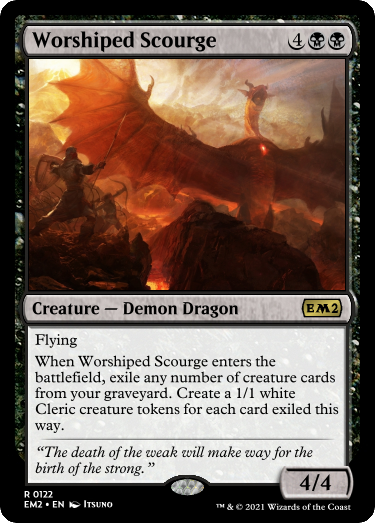 Worshiped Scourge 4
Creature — Demon Dragon EM2
Flying
When Worshiped Scourge enters the
battlefield, exile any number of creature cards
from your graveyard. Create a 1/1 white
Cleric creature tokens for each card exiled this
way.
“The death of the weak will make way for the
birth of the strong.”
4/4
R 0122
EM2 • EN Itsuno
™ & © 2021 Wizards of the Coast